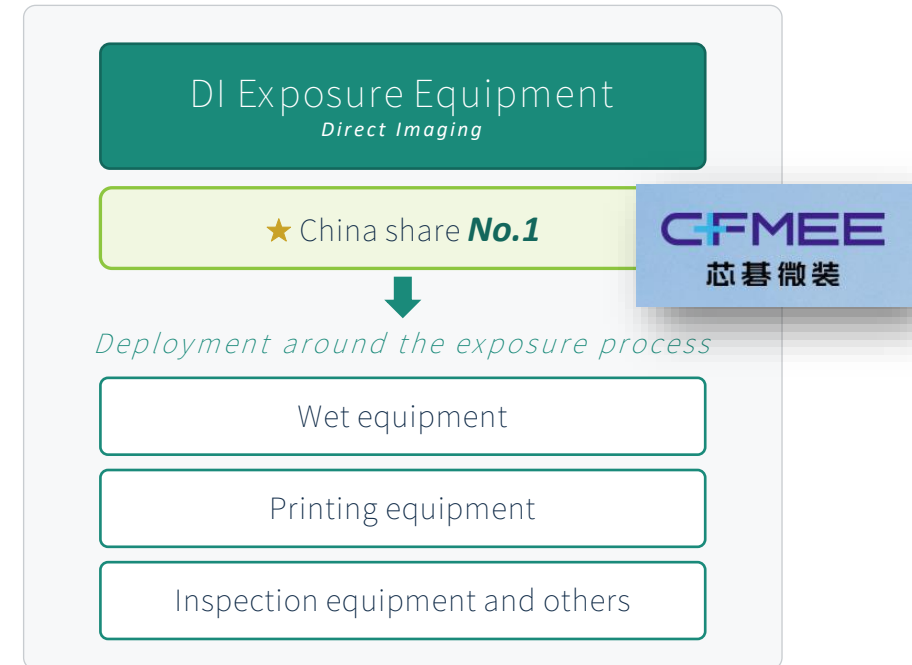 DI Exposure Equipment
Direct Imaging
★ China share No.1
CFMEE
芯碁微装
Deployment around the exposure process
Wet equipment
Printing equipment
Inspection equipment and others